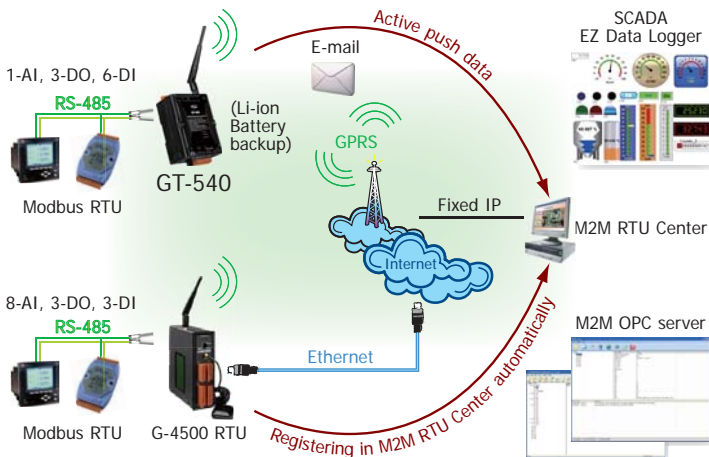 SCADA
EZ Data Logger
Active push data
E-mail
1-AI, 3-DO, 6-DI
RS-485
(Li-ion
Battery
backup)
GPRS
GT-540
Modbus RTU
Fixed IP
M2M RTU Center
Internet
8-AI, 3-DO, 3-DI
RS-485
Ethernet
M2M OPC server
Modbus RTU
G-4500 RTU
Registering in M2M RTU Center automatically